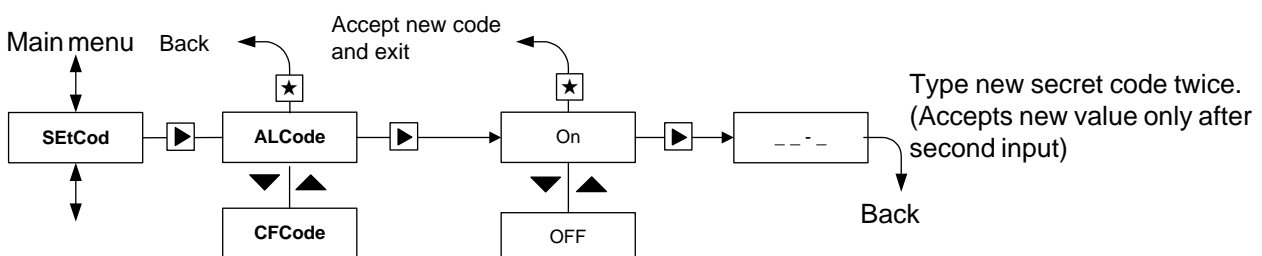 Main menu
Back
Accept new code
and exit
SEtCod
ALCode
On
_ _ - _
Type new secret code twice.
(Accepts new value only after
second input)
CFCode
OFF
Back